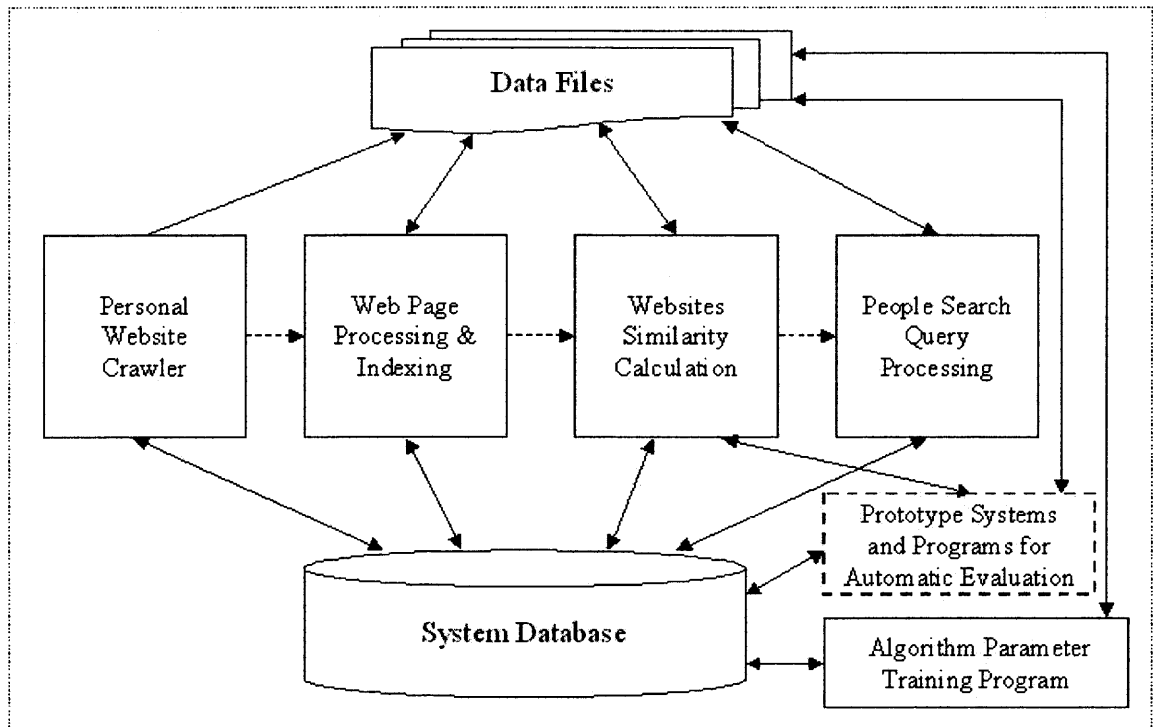 Data Files
Personal
Website
Crawler
Web Page
Processing &
Indexing
Websites
Similarity
Calculation
People Search
Query
Processing
Prototype Systems
and Programs for
Automatic Evaluation
System Database
Algorithm Parameter
Training Program